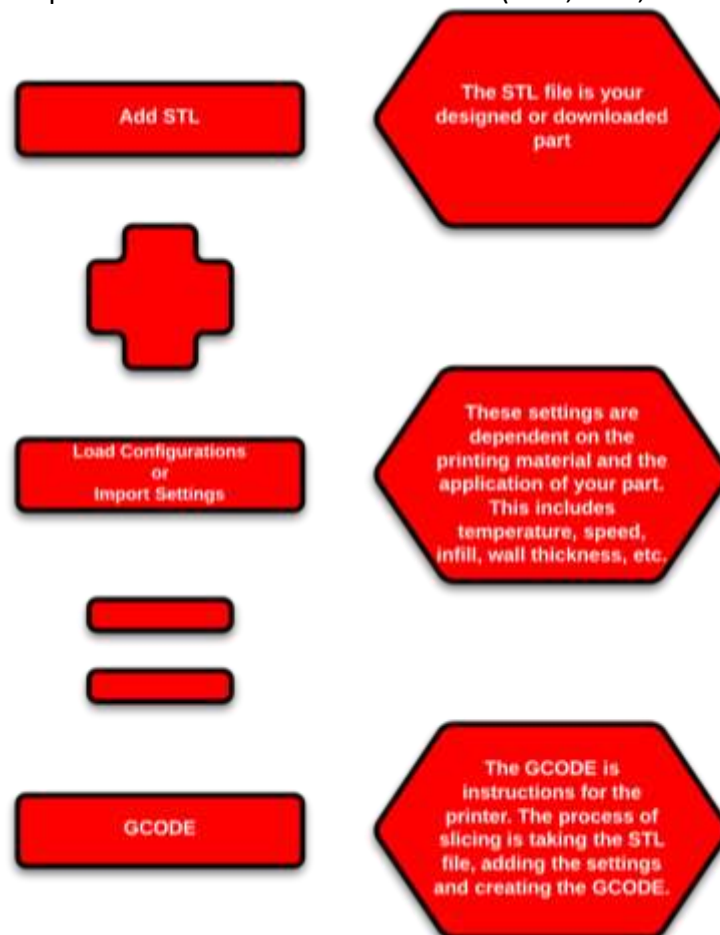 Add STL
The STL file is your
designed or downloaded
part
Load Configurations
or
Import Settings
These settings are
dependent on the
printing material and the
application of your part.
This includes
temperature, speed,
infill, wall thickness, etc.
GCODE
The GCODE is
instructions for the
printer. The process of
slicing is taking the STL
file, adding the settings
and creating the GCODE.